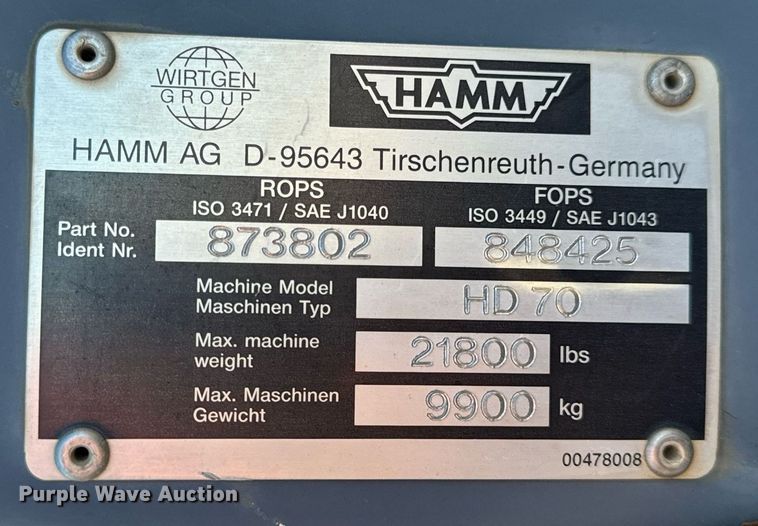 WIRTGEN
GROUP
HAMM
HAMM AG D-95643 Tirschenreuth-Germany
ROPS
ISO 3471 / SAE J1040
FOPS
ISO 3449 / SAE J1043
Part No.
Ident Nr.
873802
848425
Machine Model
Maschinen Typ
HD 70
Max. machine
weight
21800 lbs
Max. Maschinen
Gewicht
9900 kg
00478008
Purple Wave Auction